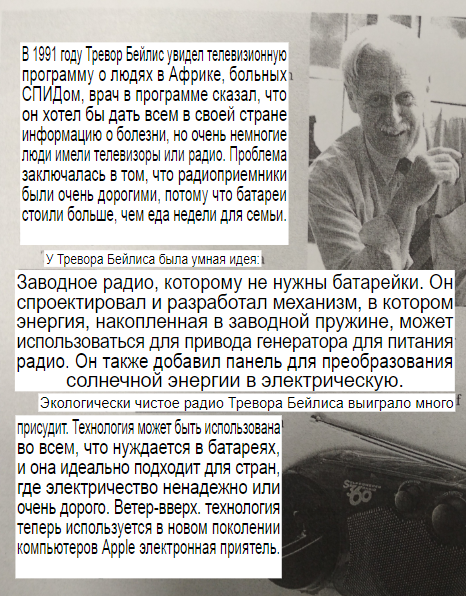 В 1991 году Тревор Бейлис увидел телевизионную
программу о людях в Африке, больных
СПИДом, врач в программе сказал, что
он хотел бы дать всем в своей стране
информацию о болезни, но очень немногие
люди имели телевизоры или радио. Проблема
заключалась в том, что радиоприемники
были очень дорогими, потому что батареи
стоили больше, чем еда недели для семьи.
У Тревора Бейлиса была умная идея:
Заводное радио, которому не нужны батарейки. Он
спроектировал и разработал механизм, в котором
энергия, накопленная в заводной пружине, может
использоваться для привода генератора для питания
радио. Он также добавил панель для преобразования
солнечной энергии в электрическую.
Экологически чистое радио Тревора Бейлиса выиграло много
присудит. Технология может быть использована
во всем, что нуждается в батареях,
и она идеально подходит для стран,
где электричество ненадежно или
очень дорого. Ветер-вверх. технология
теперь используется в новом поколении
компьютеров Apple электронная приятель.